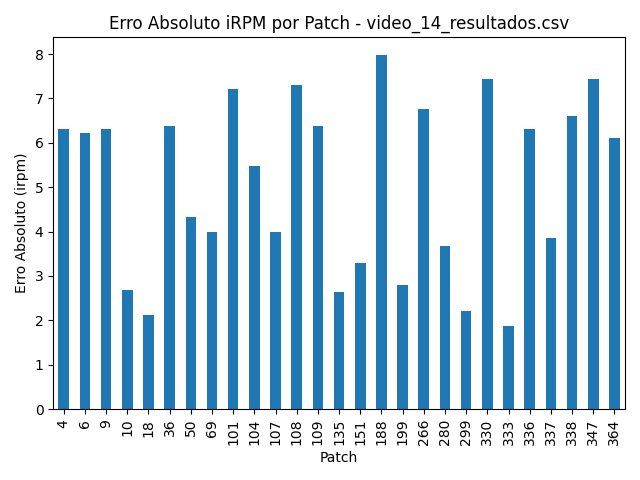 Erro Absoluto iRPM por Patch - video_14_resultados.csv
Erro Absoluto (irpm)
8
7
6
5
4
3
2
1
0
4 6 9 10 18 36 50 69 101 104 107 108 109 135 151 188 199 266 280 299 330 333 336 337 338 347 364
Patch